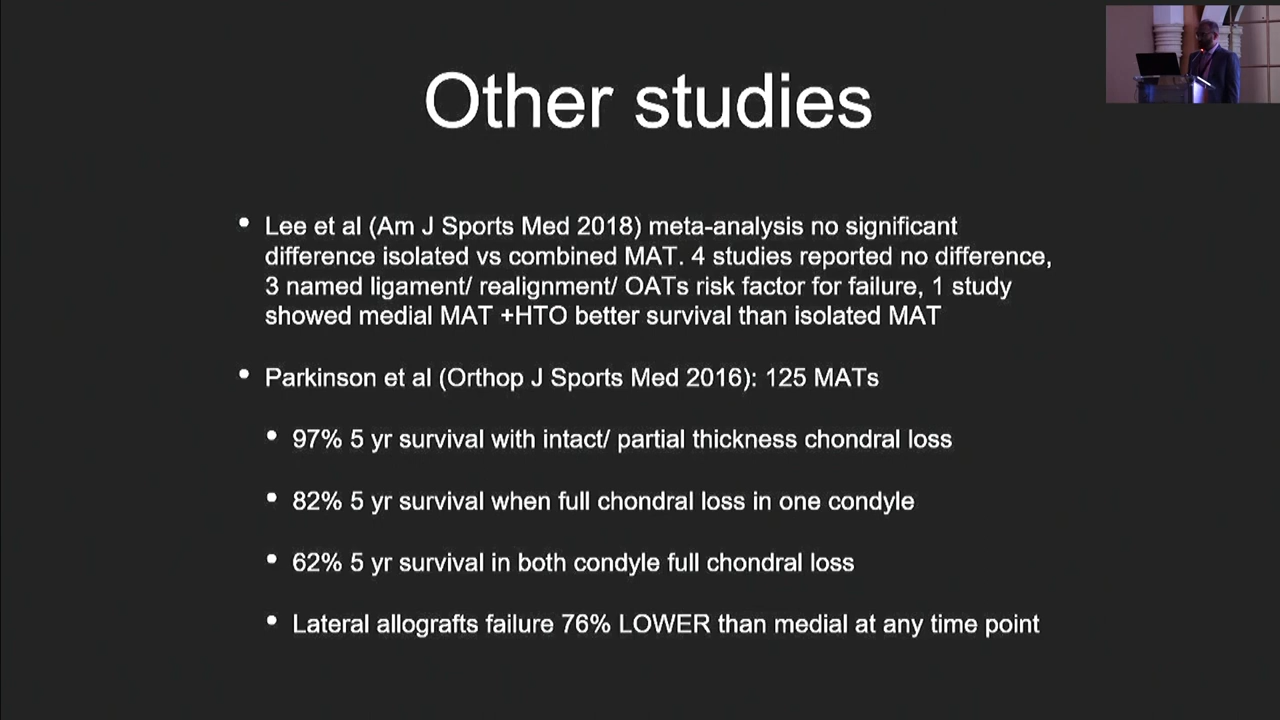 Other studies
• Lee et al (Am J Sports Med 2018) meta-analysis no significant
difference isolated vs combined MAT. 4 studies reported no difference,
3 named ligament/ realignment/ OATs risk factor for failure, 1 study
showed medial MAT +HTO better survival than isolated MAT
• Parkinson et al (Orthop J Sports Med 2016): 125 MATs
• 97% 5 yr survival with intact/ partial thickness chondral loss
• 82% 5 yr survival when full chondral loss in one condyle
• 62% 5 yr survival in both condyle full chondral loss
• Lateral allografts failure 76% LOWER than medial at any time point